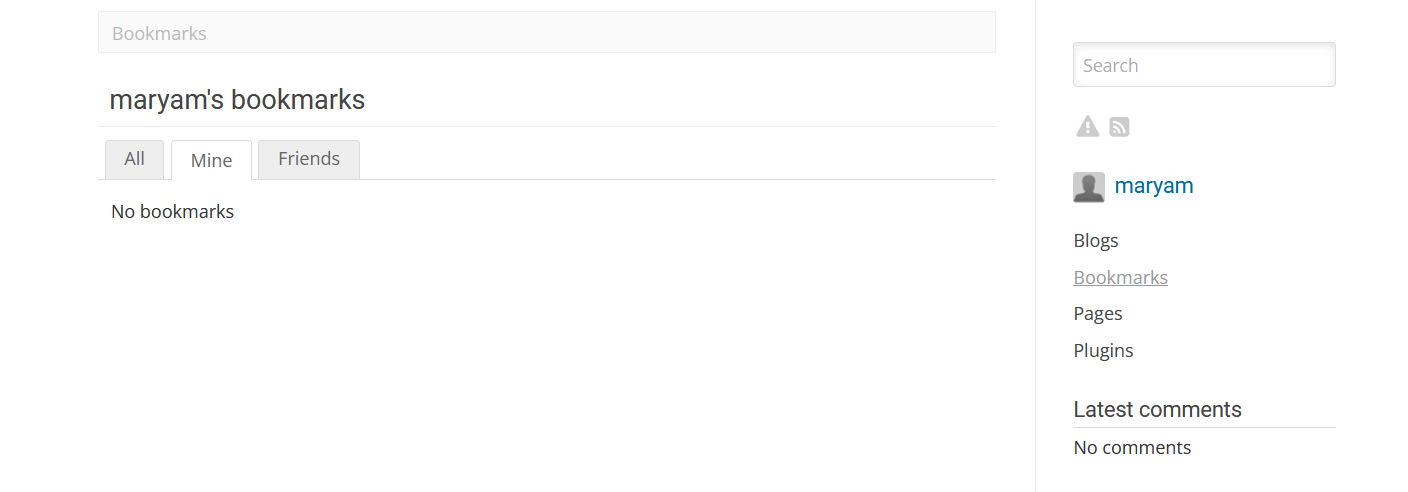 Bookmarks
maryam's bookmarks
All
Mine
Friends
No bookmarks
Search
maryam
Blogs
Bookmarks
Pages
Plugins
Latest comments
No comments